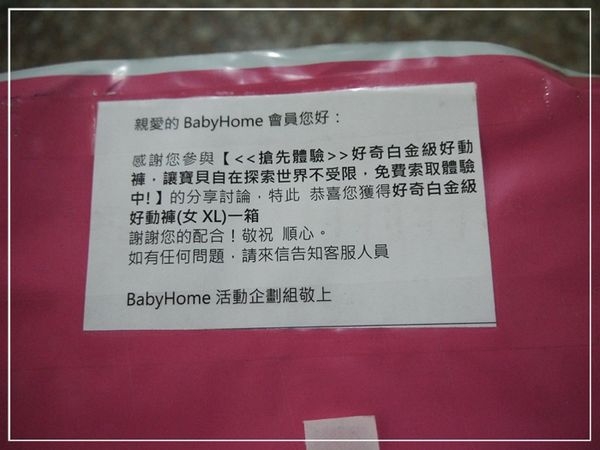 親愛的 BabyHome 會員您好：
感謝您參與【<<搶先體驗>>好奇白金級好動
褲，讓寶貝自在探索世界不受限，免費索取體驗
中!】的分享討論，特此 恭喜您獲得好奇白金級
好動褲(女 XL)一箱
謝謝您的配合！敬祝 順心。
如有任何問題，請來信告知客服人員
BabyHome 活動企劃組敬上